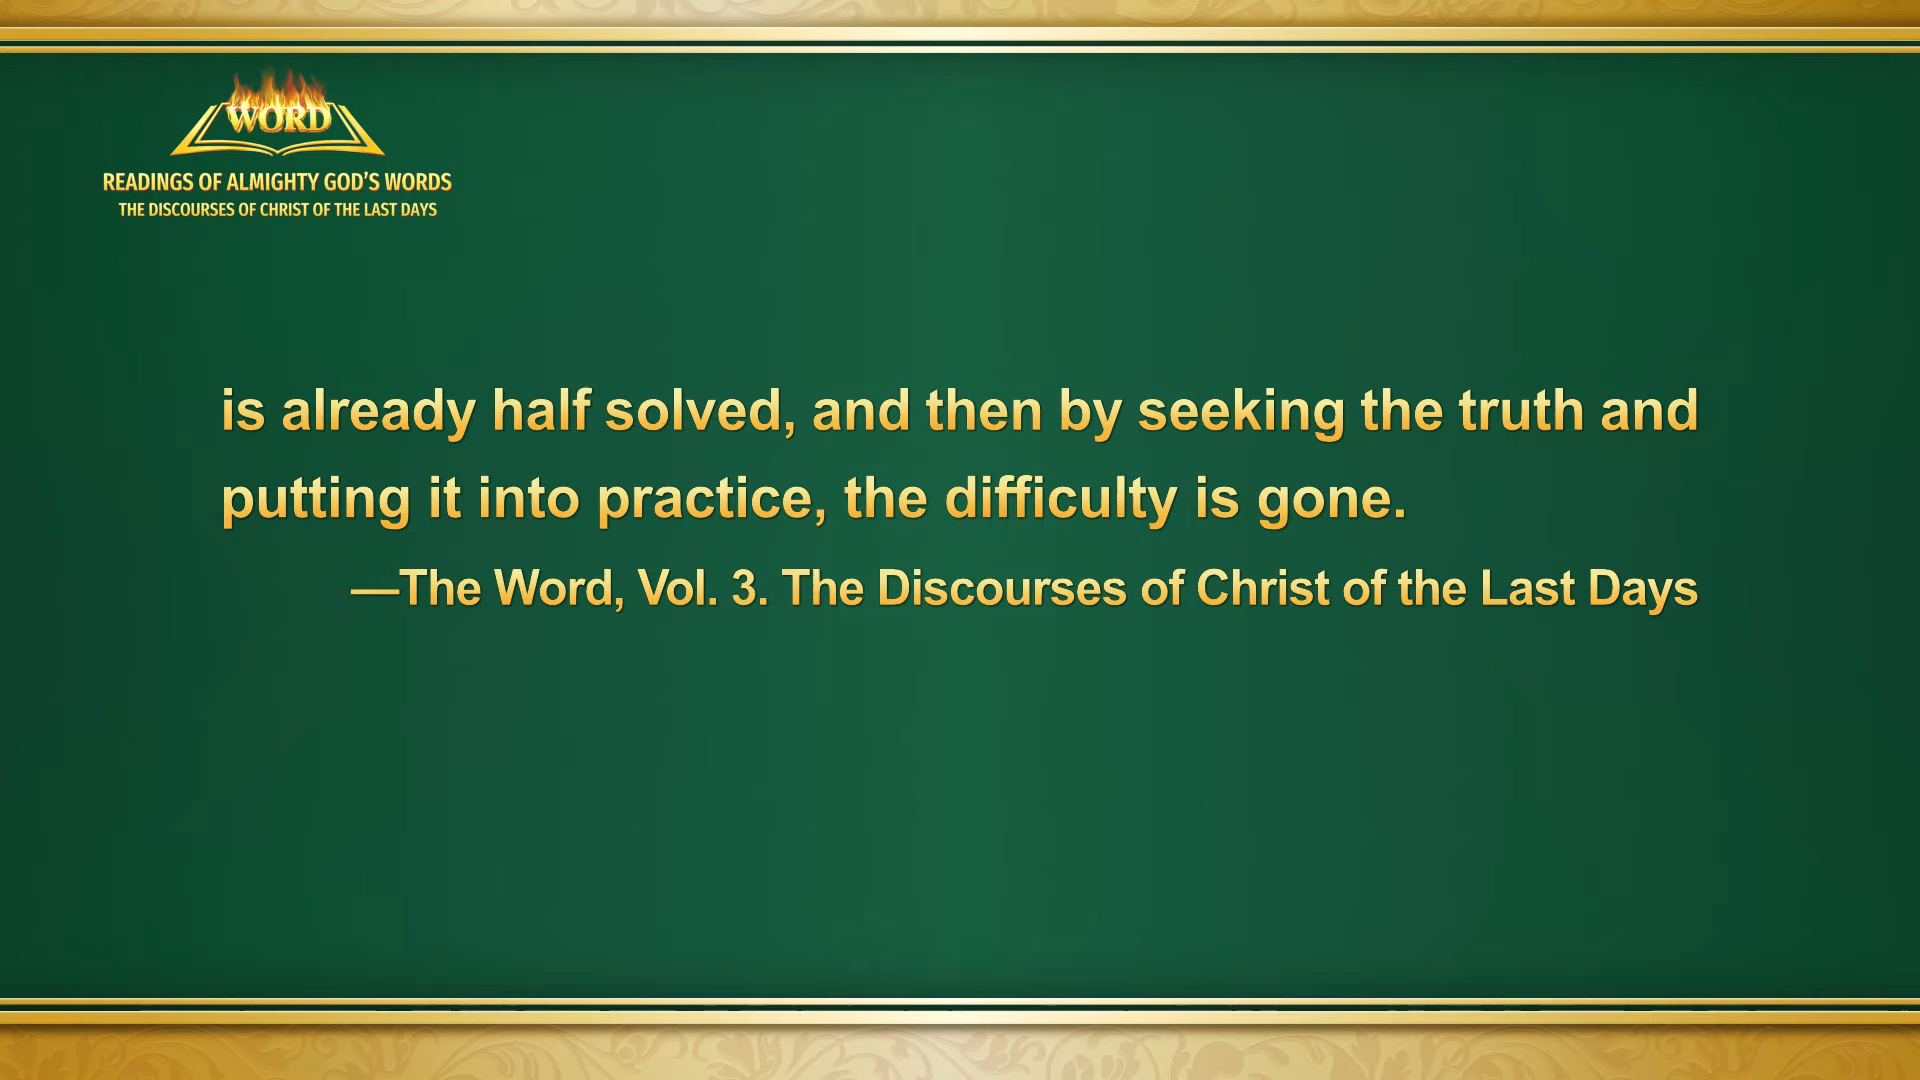 WORD
READINGS OF ALMIGHTY GOD'S WORDS
THE DISCOURSES OF CHRIST OF THE LAST DAYS
is already half solved, and then by seeking the truth and
putting it into practice, the difficulty is gone.
—The Word, Vol. 3. The Discourses of Christ of the Last Days